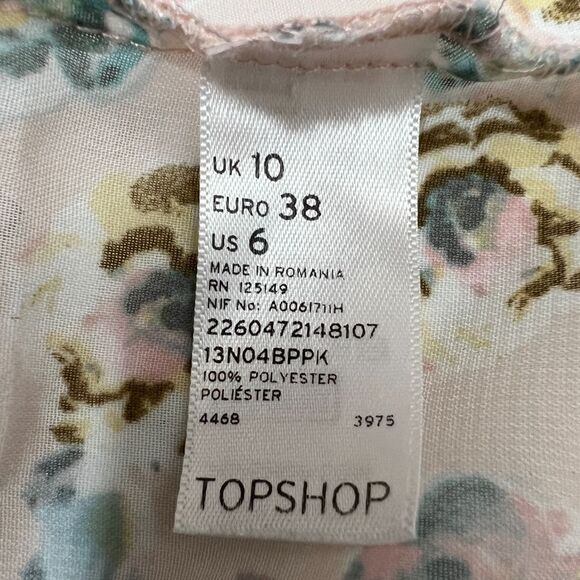 UK 10
EURO 38
US 6
MADE IN ROMANIA
RN 125149
NIF No: A0061711H
2260472148107
13N04BPPK
100% POLYESTER
POLIÉSTER
4468 3975
TOPSHOP